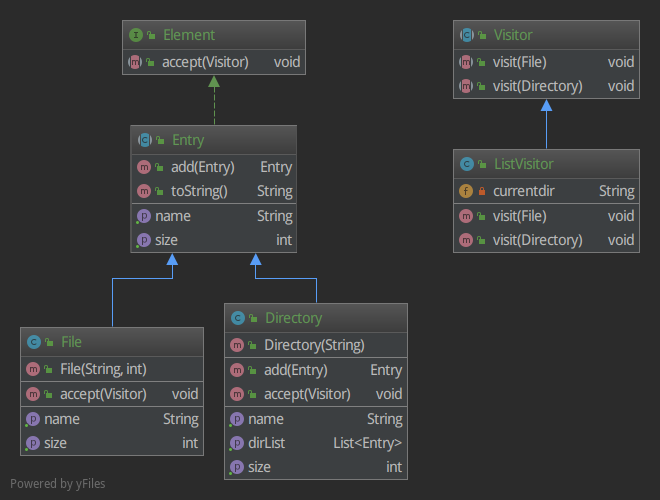 Element
accept(Visitor) void
Visitor
visit(File) void
visit(Directory) void
Entry
add(Entry) Entry
toString() String
name String
size int
ListVisitor
currentdir String
visit(File) void
visit(Directory) void
File
File(String, int)
accept(Visitor) void
name String
size int
Directory
Directory(String)
add(Entry) Entry
accept(Visitor) void
name String
dirList List<Entry>
size int
Powered by yFiles